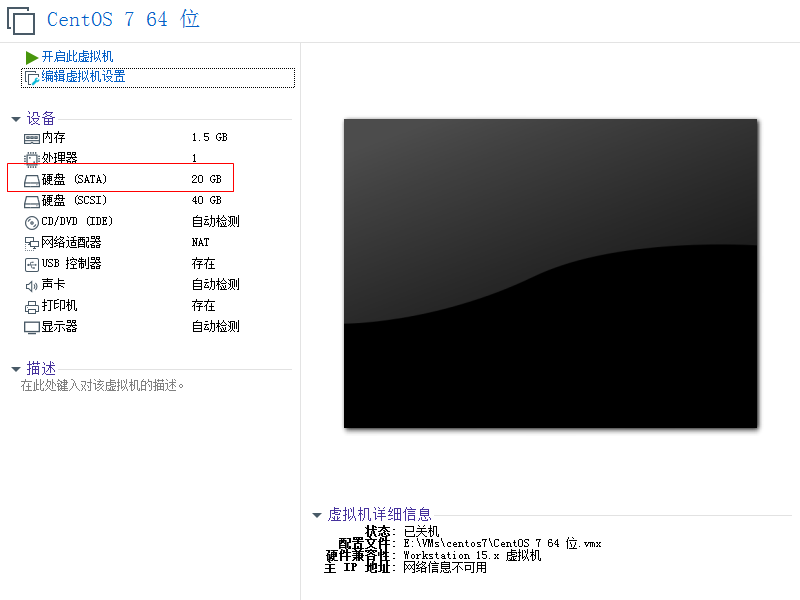 CentOS 7 64 位
开启此虚拟机
编辑虚拟机设置
设备
内存 1.5 GB
处理器 1
硬盘 (SATA) 20 GB
硬盘 (SCSI) 40 GB
CD/DVD (IDE) 自动检测
网络适配器 NAT
USB 控制器 存在
声卡 自动检测
打印机 存在
显示器 自动检测
描述
在此处键入对该虚拟机的描述。
虚拟机详细信息
状态: 已关机
配置文件: E:\VMs\centos7\CentOS 7 64 位.vmx
硬件兼容性: Workstation 15.x 虚拟机
主 IP 地址: 网络信息不可用